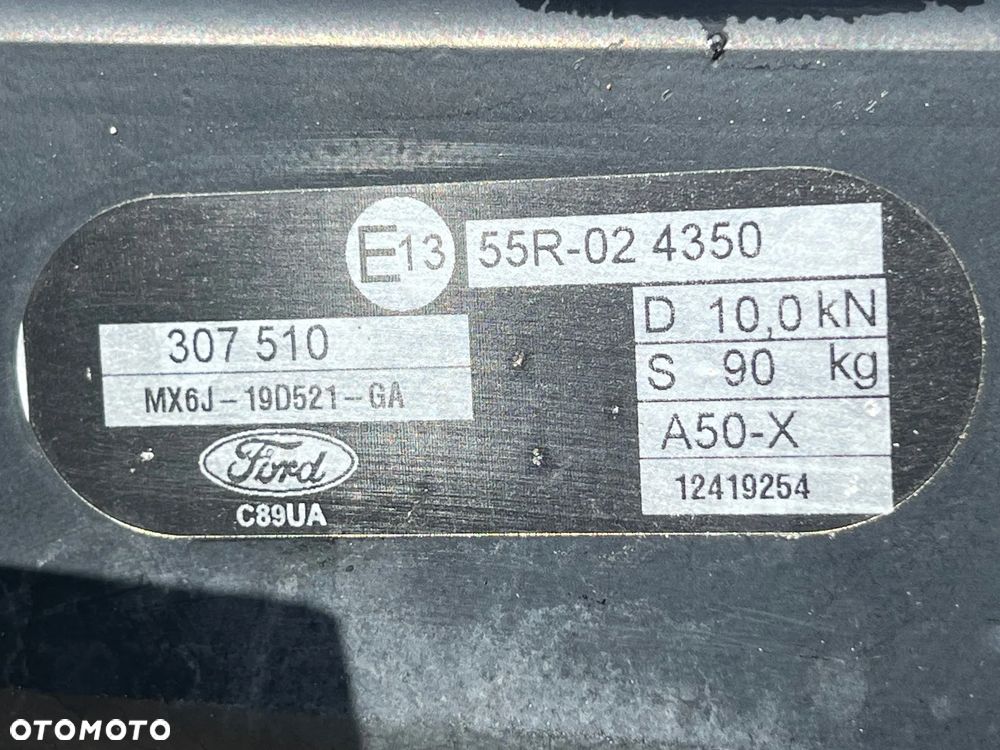 E13 55R-02 4350
D 10,0 kN
307 510
S 90 kg
MX6J-19D521-GA
A50-X
Ford
12419254
C89UA
OTOMOTO